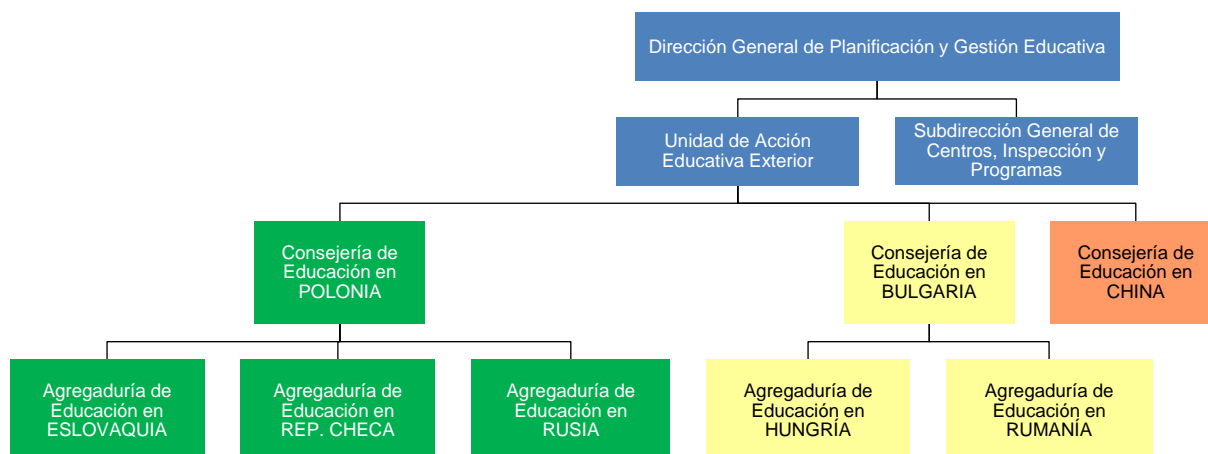 Dirección General de Planificación y Gestión Educativa
Unidad de Acción
Educativa Exterior
Subdirección General de
Centros, Inspección y
Programas
Consejería de
Educación en
POLONIA
Consejería de
Educación en
BULGARIA
Consejería de
Educación en
CHINA
Agregaduría de
Educación en
ESLOVAQUIA
Agregaduría de
Educación en
REP. CHECA
Agregaduría de
Educación en
RUSIA
Agregaduría de
Educación en
HUNGRÍA
Agregaduría de
Educación en
RUMANÍA